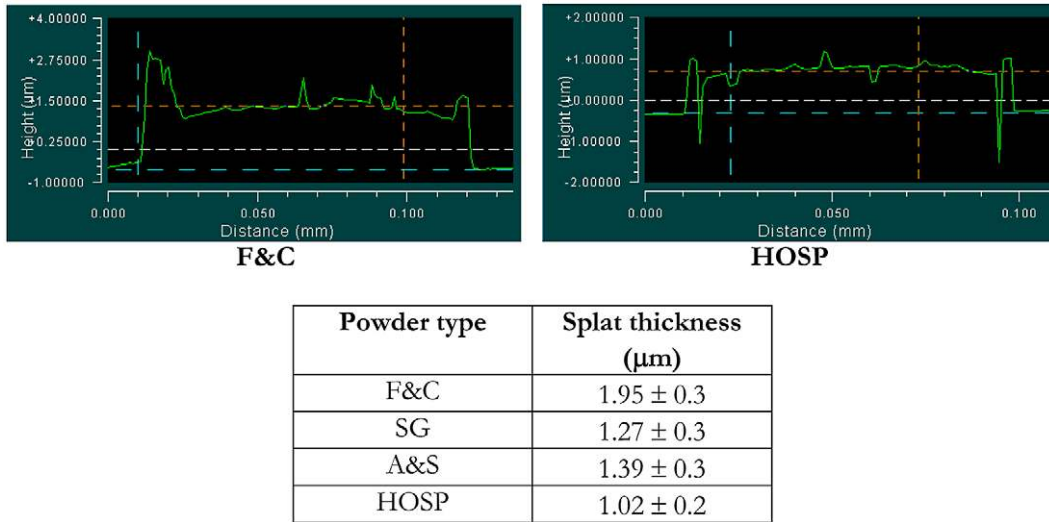 Height (µm)
+4.00000
+2.75000
+1.50000
+0.25000
-1.00000
0.000 0.050 0.100
Distance (mm)
F&C
Height (µm)
+2.00000
+1.00000
+0.00000
-1.00000
-2.00000
0.000 0.050 0.100
Distance (mm)
HOSP
Powder type Splat thickness
(µm)
F&C 1.95 ± 0.3
SG 1.27 ± 0.3
A&S 1.39 ± 0.3
HOSP 1.02 ± 0.2